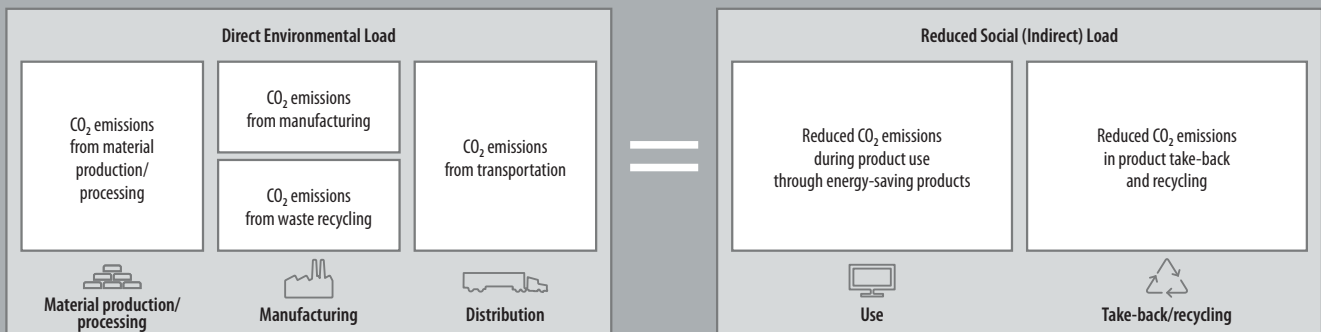 Direct Environmental Load
CO₂ emissions
from material
production/
processing
CO₂ emissions
from manufacturing
CO₂ emissions
from waste recycling
CO₂ emissions
from transportation
Material production/
processing
Manufacturing
Distribution
=
Reduced Social (Indirect) Load
Reduced CO₂ emissions
during product use
through energy-saving products
Reduced CO₂ emissions
in product take-back
and recycling
Use
Take-back/recycling